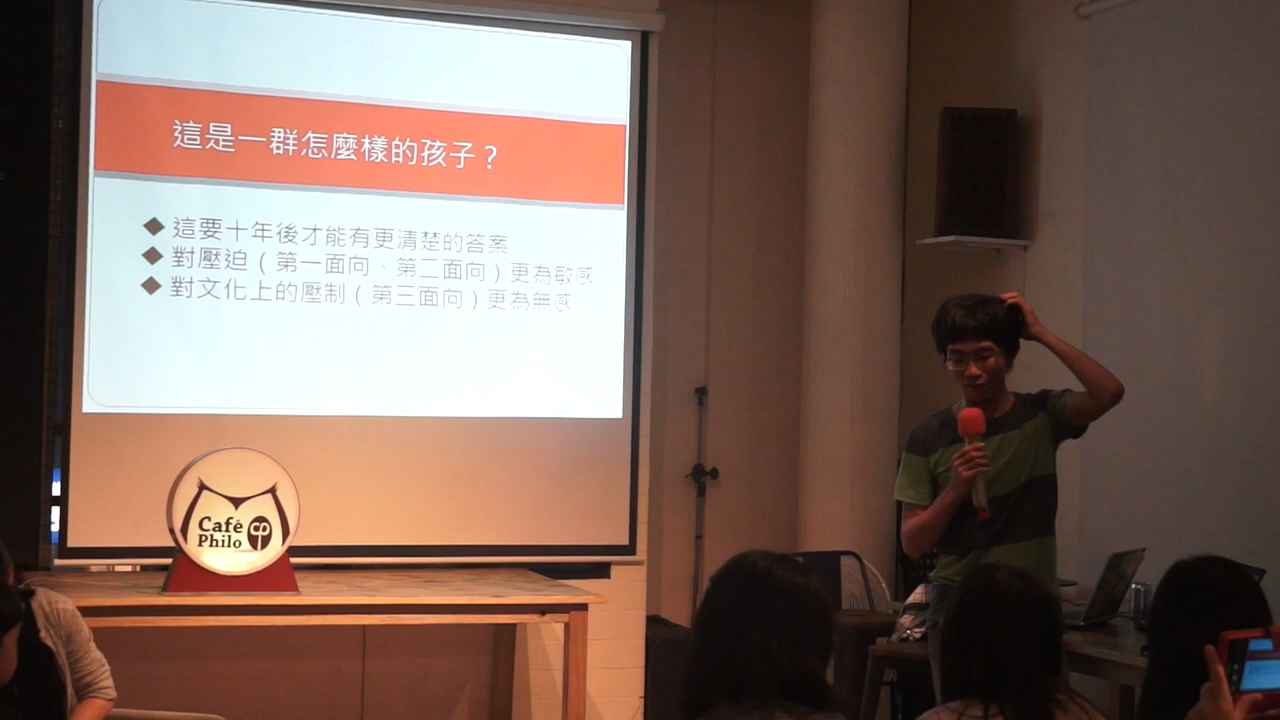 這是一群怎麼樣的孩子？
◆這要十年後才能有更清楚的答案
◆對壓迫（第一面向、第二面向）更為敏感
◆對文化上的壓制（第三面向）更為無感
Café
Philo